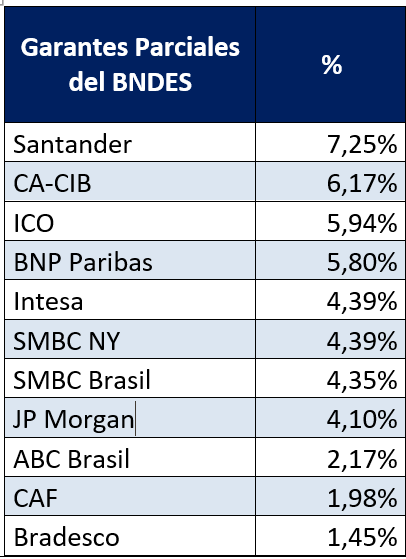 Garantes Parciales
del BNDES %
Santander 7,25%
CA-CIB 6,17%
ICO 5,94%
BNP Paribas 5,80%
Intesa 4,39%
SMBC NY 4,39%
SMBC Brasil 4,35%
JP Morgan 4,10%
ABC Brasil 2,17%
CAF 1,98%
Bradesco 1,45%